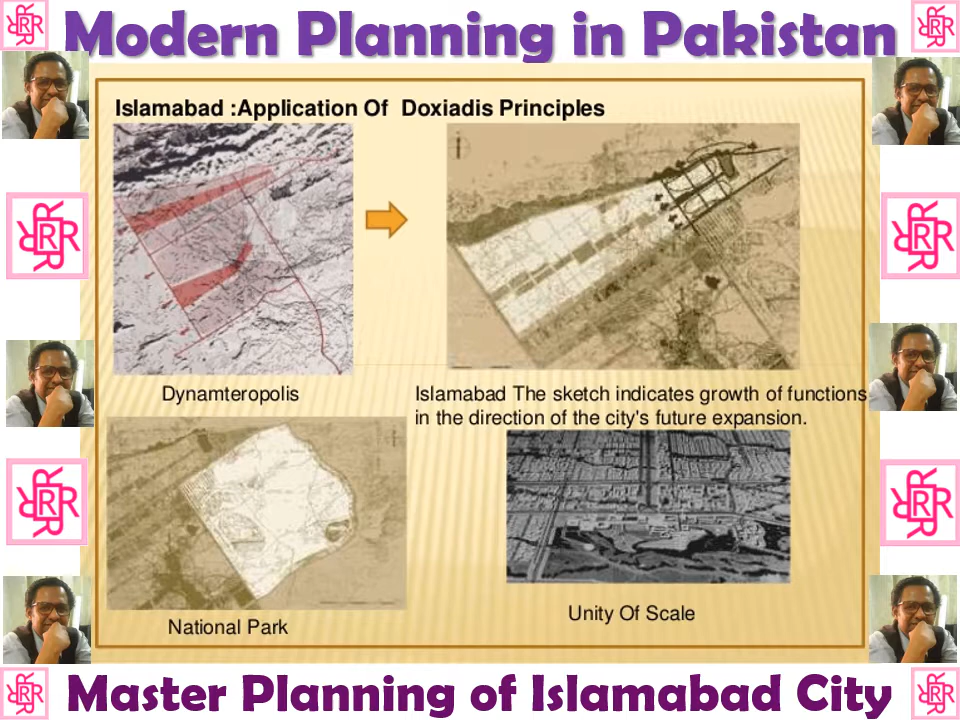 Modern Planning in Pakistan
Islamabad :Application Of Doxiadis Principles
Dynamteropolis
Islamabad The sketch indicates growth of functions
in the direction of the city's future expansion.
National Park
Unity Of Scale
Master Planning of Islamabad City